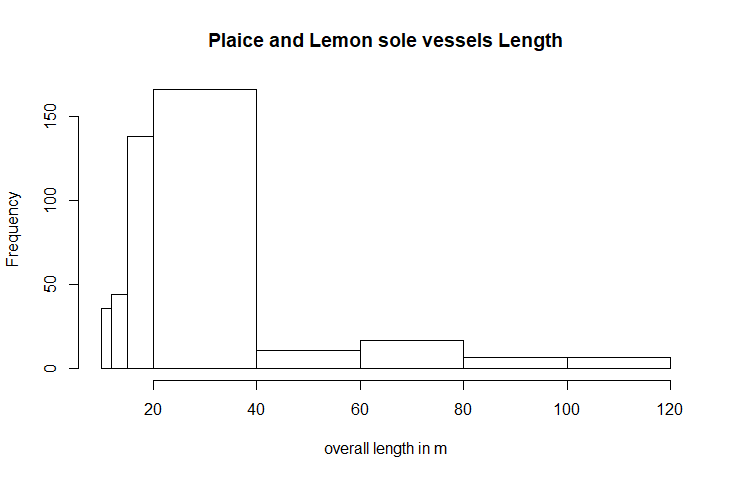 Plaice and Lemon sole vessels Length
150
100
50
0
Frequency
20 40 60 80 100 120
overall length in m